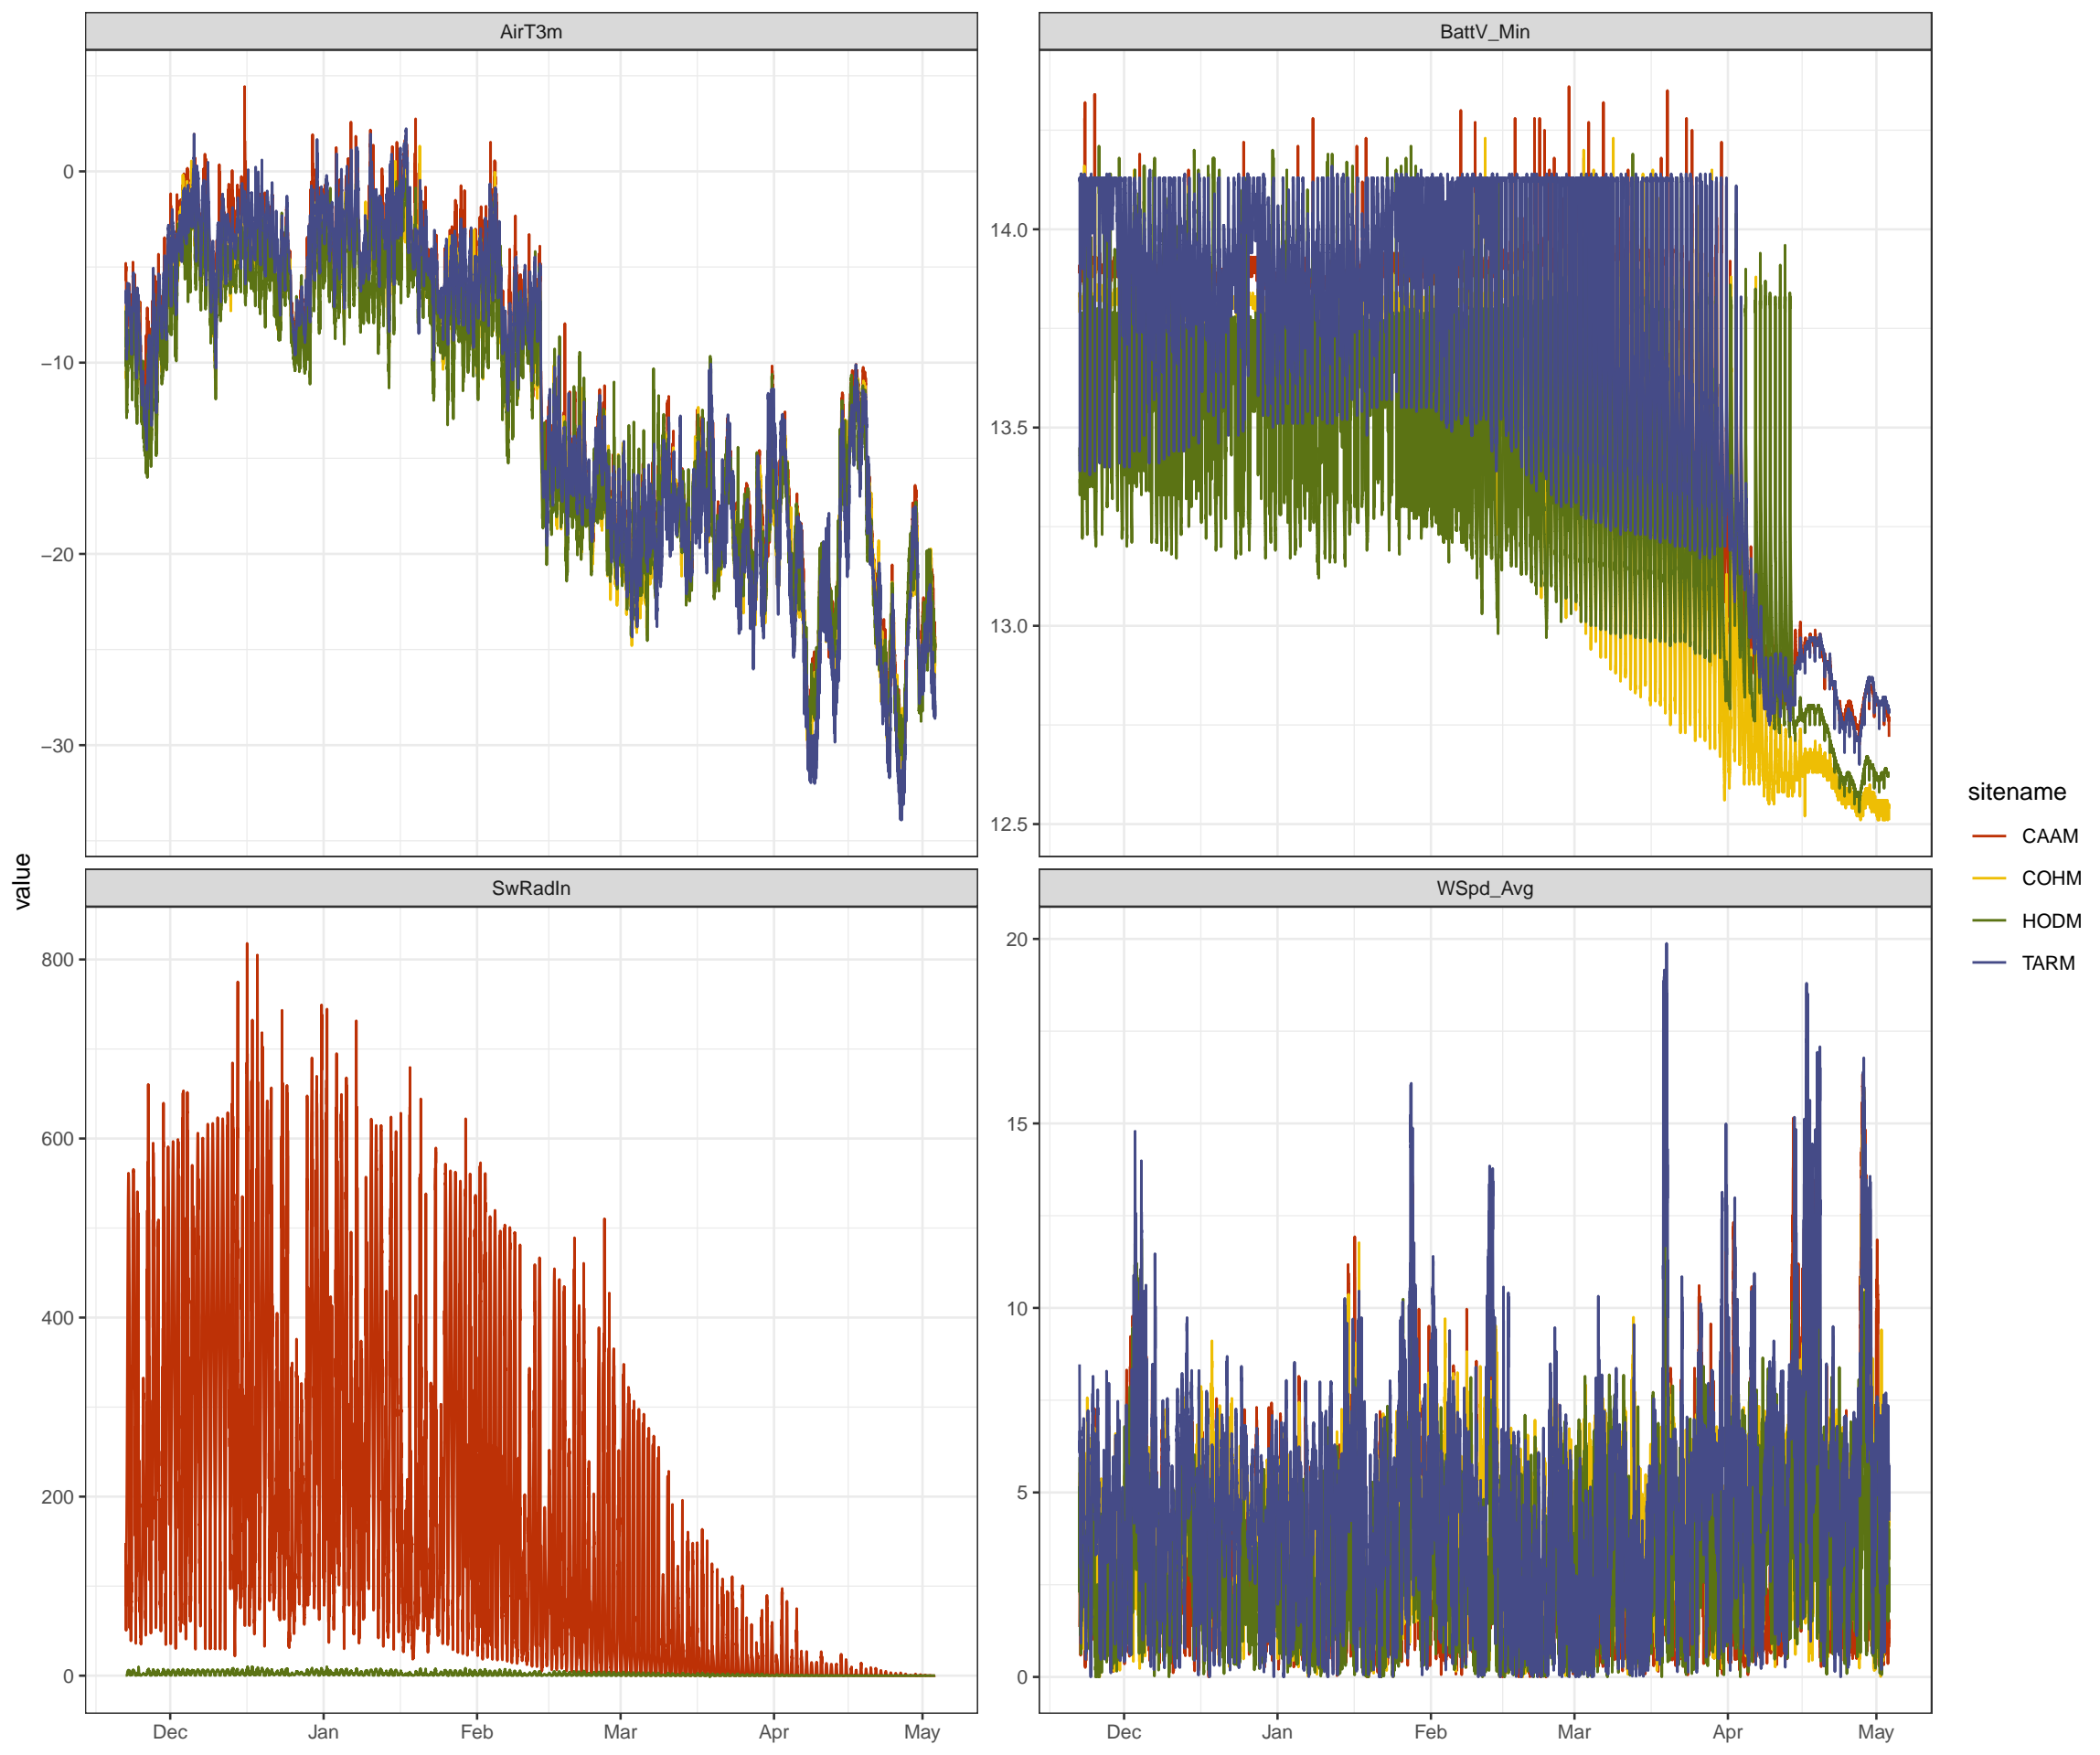 AirT3m
BattV_Min
0
−10
−20
−30
14.0
13.5
13.0
12.5
value
SwRadIn
WSpd_Avg
800
600
400
200
0
20
15
10
5
0
Dec Jan Feb Mar Apr May
Dec Jan Feb Mar Apr May
sitename
CAAM
COHM
HODM
TARM